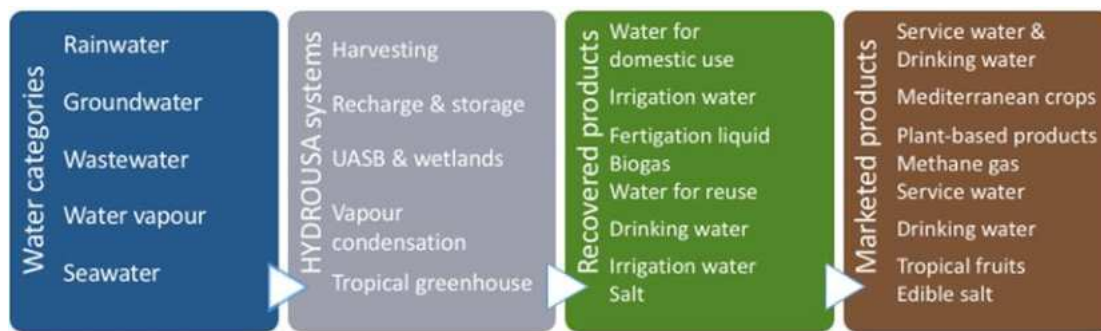 Water categories
Rainwater
Groundwater
Wastewater
Water vapour
Seawater
HYDROUSA systems
Harvesting
Recharge & storage
UASB & wetlands
Vapour
condensation
Tropical greenhouse
Recovered products
Water for
domestic use
Irrigation water
Fertigation liquid
Biogas
Water for reuse
Drinking water
Irrigation water
Salt
Marketed products
Service water &
Drinking water
Mediterranean crops
Plant-based products
Methane gas
Service water
Drinking water
Tropical fruits
Edible salt